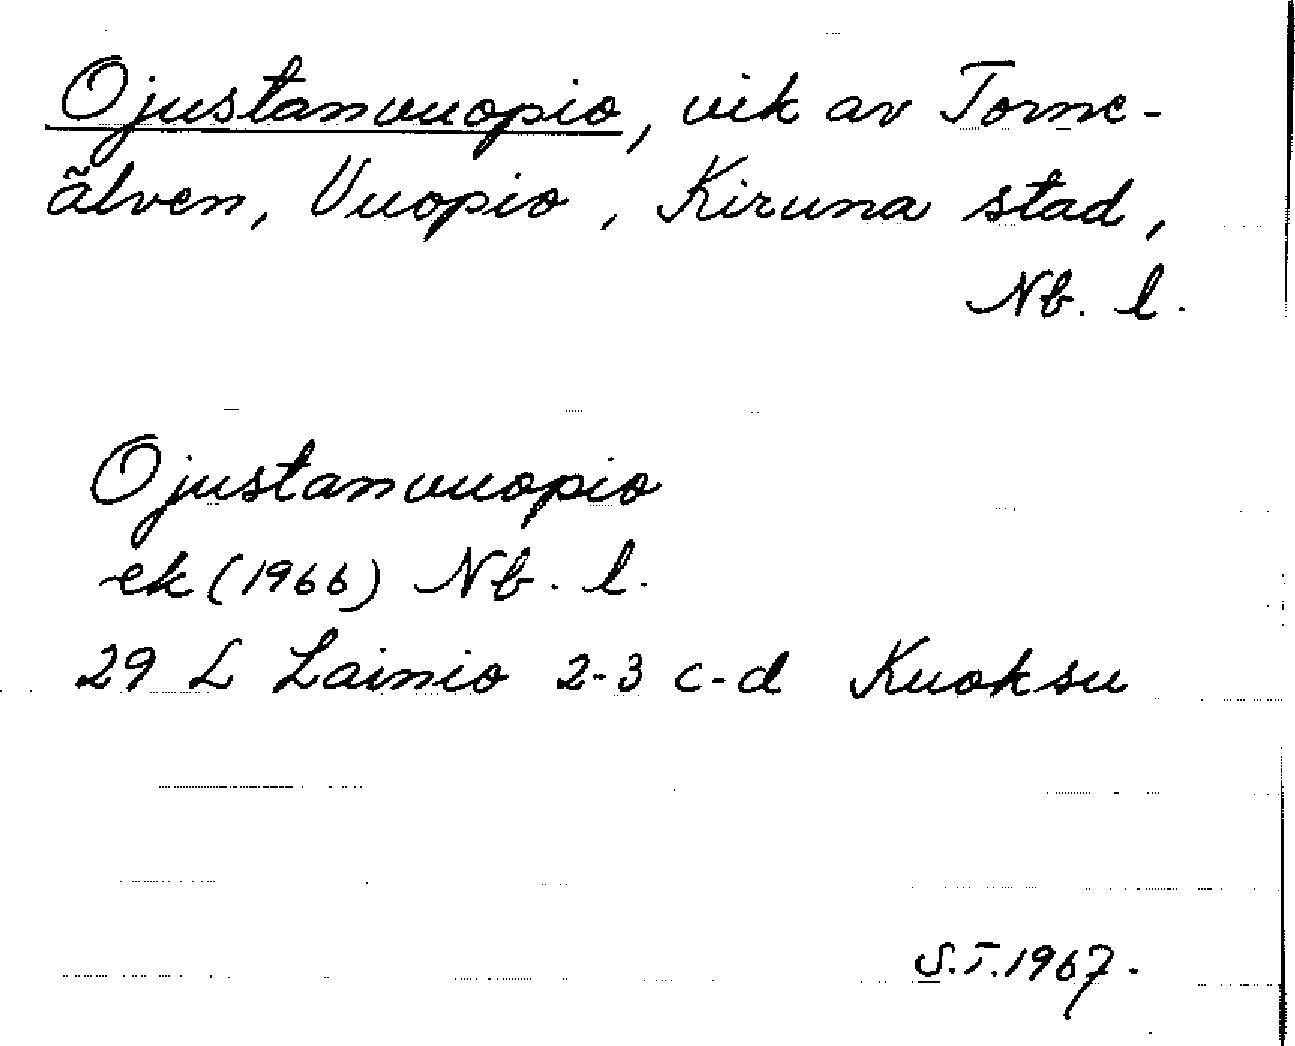 Ojustanvuopio, vik av Torne-
älven, Vuopio, Kiruna stad,
Nb. l.
Ojustanvuopio
ek (1966) Nb. l.
29 L Lainio 2-3 c-d Kuoksu
S.T. 1967.